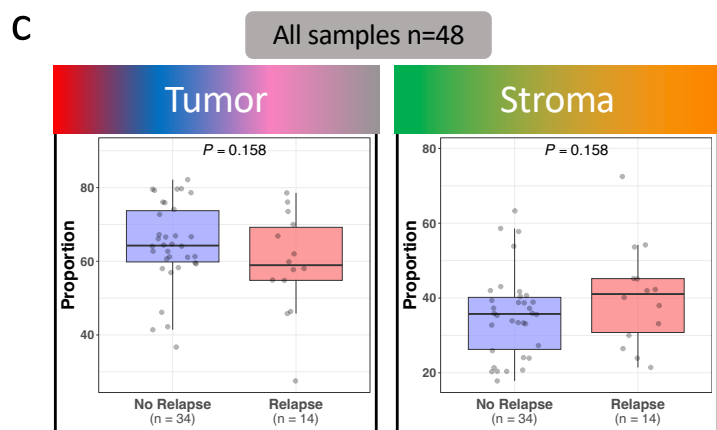 C
All samples n=48
Tumor
Stroma
P = 0.158
80
60
40
Proportion
No Relapse
(n = 34)
Relapse
(n = 14)
P = 0.158
80
60
40
20
Proportion
No Relapse
(n = 34)
Relapse
(n = 14)